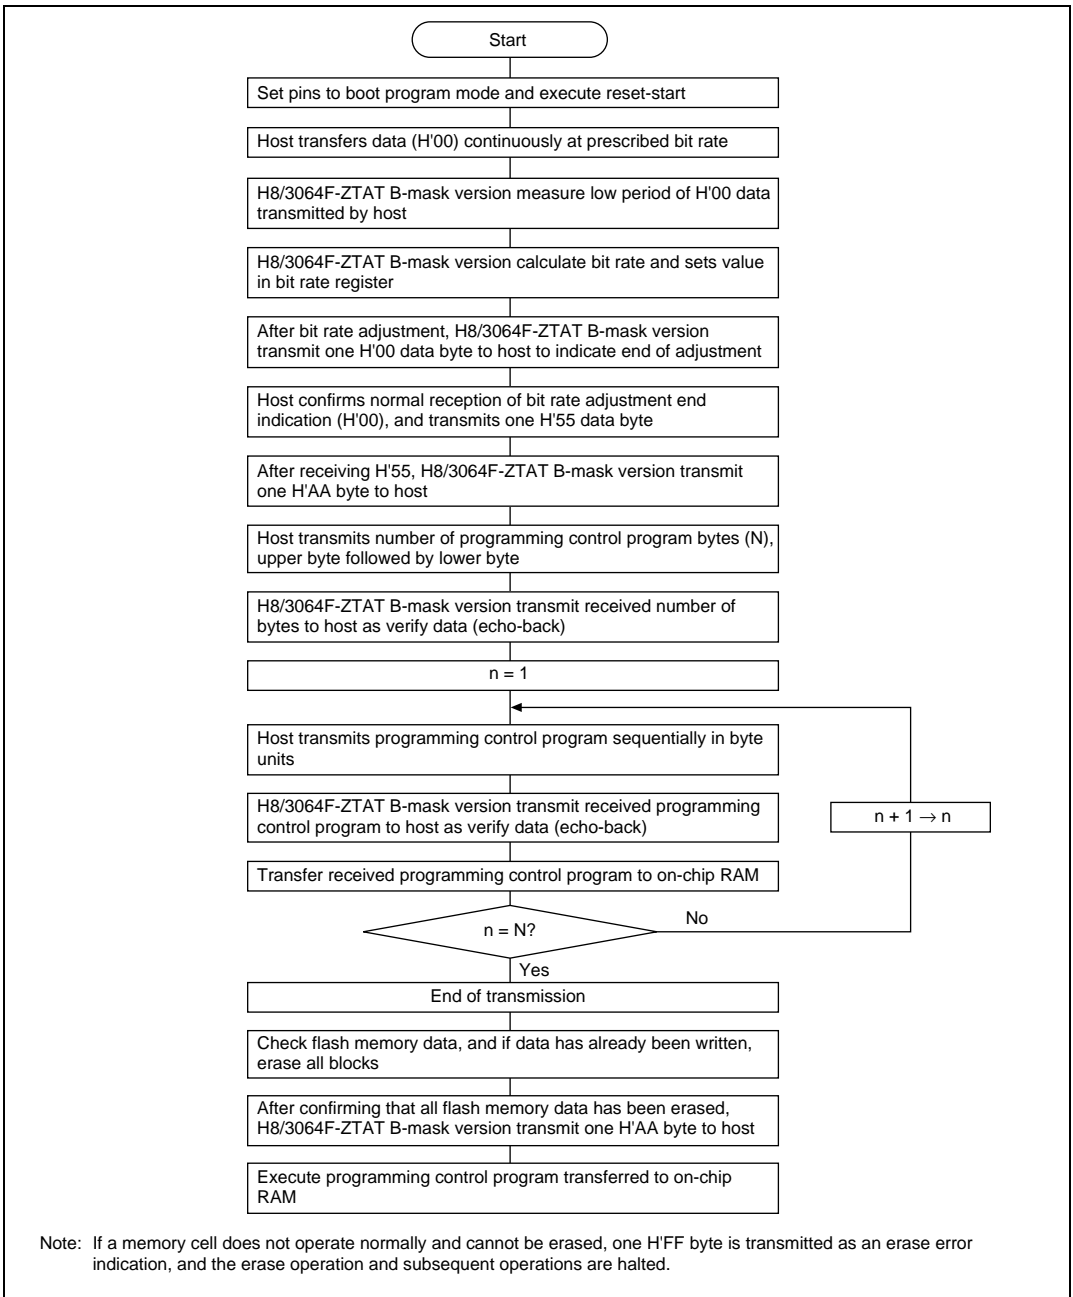 Start
Set pins to boot program mode and execute reset-start
Host transfers data (H'00) continuously at prescribed bit rate
H8/3064F-ZTAT B-mask version measure low period of H'00 data
transmitted by host
H8/3064F-ZTAT B-mask version calculate bit rate and sets value
in bit rate register
After bit rate adjustment, H8/3064F-ZTAT B-mask version
transmit one H'00 data byte to host to indicate end of adjustment
Host confirms normal reception of bit rate adjustment end
indication (H'00), and transmits one H'55 data byte
After receiving H'55, H8/3064F-ZTAT B-mask version transmit
one H'AA byte to host
Host transmits number of programming control program bytes (N),
upper byte followed by lower byte
H8/3064F-ZTAT B-mask version transmit received number of
bytes to host as verify data (echo-back)
n = 1
Host transmits programming control program sequentially in byte
units
H8/3064F-ZTAT B-mask version transmit received programming
control program to host as verify data (echo-back)
n + 1 → n
Transfer received programming control program to on-chip RAM
n = N?
No
Yes
End of transmission
Check flash memory data, and if data has already been written,
erase all blocks
After confirming that all flash memory data has been erased,
H8/3064F-ZTAT B-mask version transmit one H'AA byte to host
Execute programming control program transferred to on-chip
RAM
Note: If a memory cell does not operate normally and cannot be erased, one H'FF byte is transmitted as an erase error
indication, and the erase operation and subsequent operations are halted.